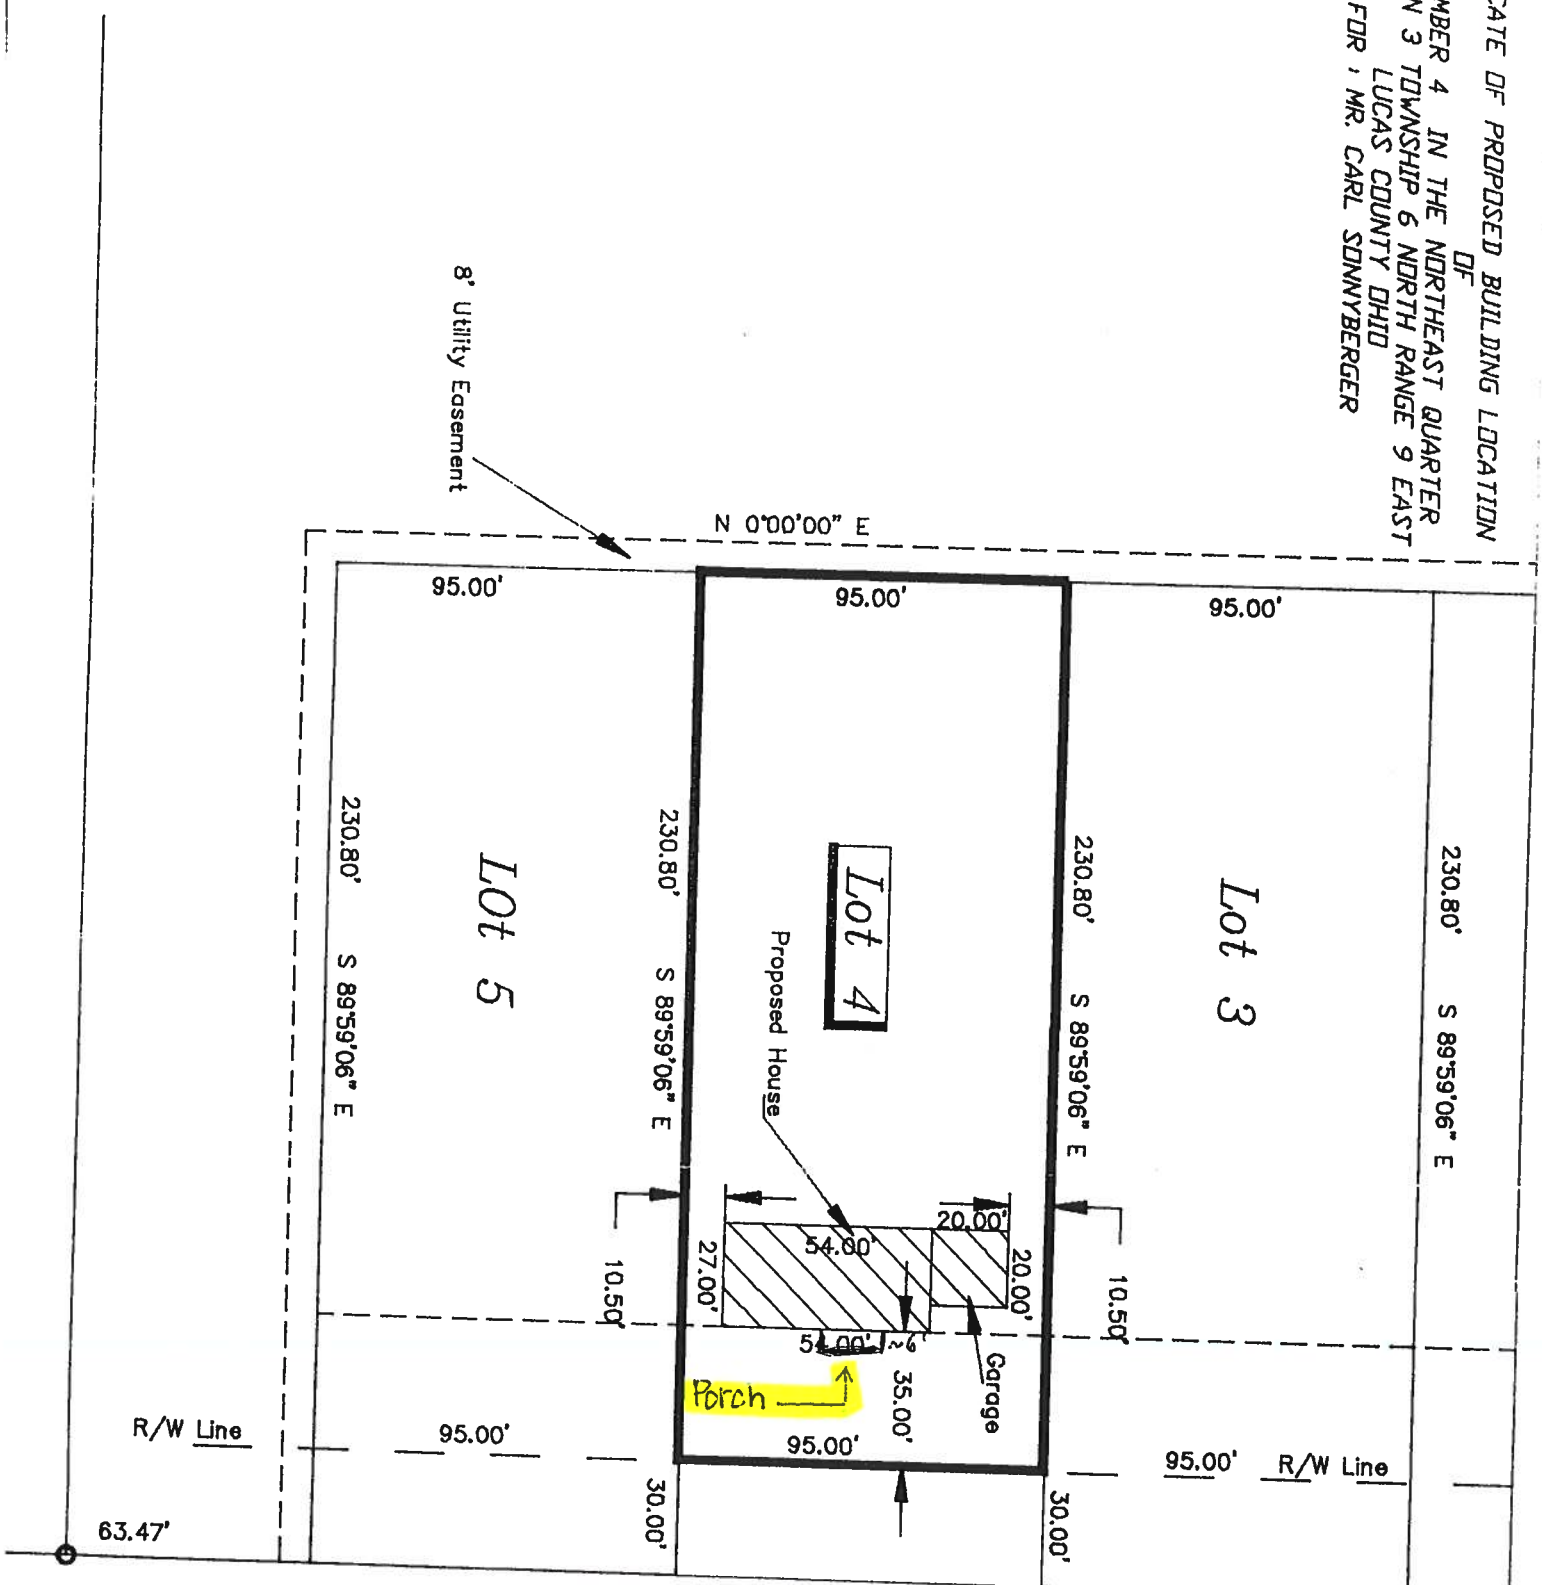 CATE OF PROPOSED BUILDING LOCATION
OF
MBER 4 IN THE NORTHEAST QUARTER
N 3 TOWNSHIP 6 NORTH RANGE 9 EAST
LUCAS COUNTY OHIO
FOR : MR. CARL SONNYBERGER
8' Utility Easement
N 0°00'00" E
95.00'
95.00'
95.00'
230.80' S 89°59'06" E
230.80' S 89°59'06" E
230.80' S 89°59'06" E
230.80' S 89°59'06" E
Lot 3
Lot 4
LOt 5
Proposed House
20.00'
54.00'
20.00'
27.00'
10.50'
10.50'
54.00'
~6'
35.00'
Garage
Porch
95.00'
95.00'
95.00'
R/W Line
R/W Line
30.00'
30.00'
63.47'